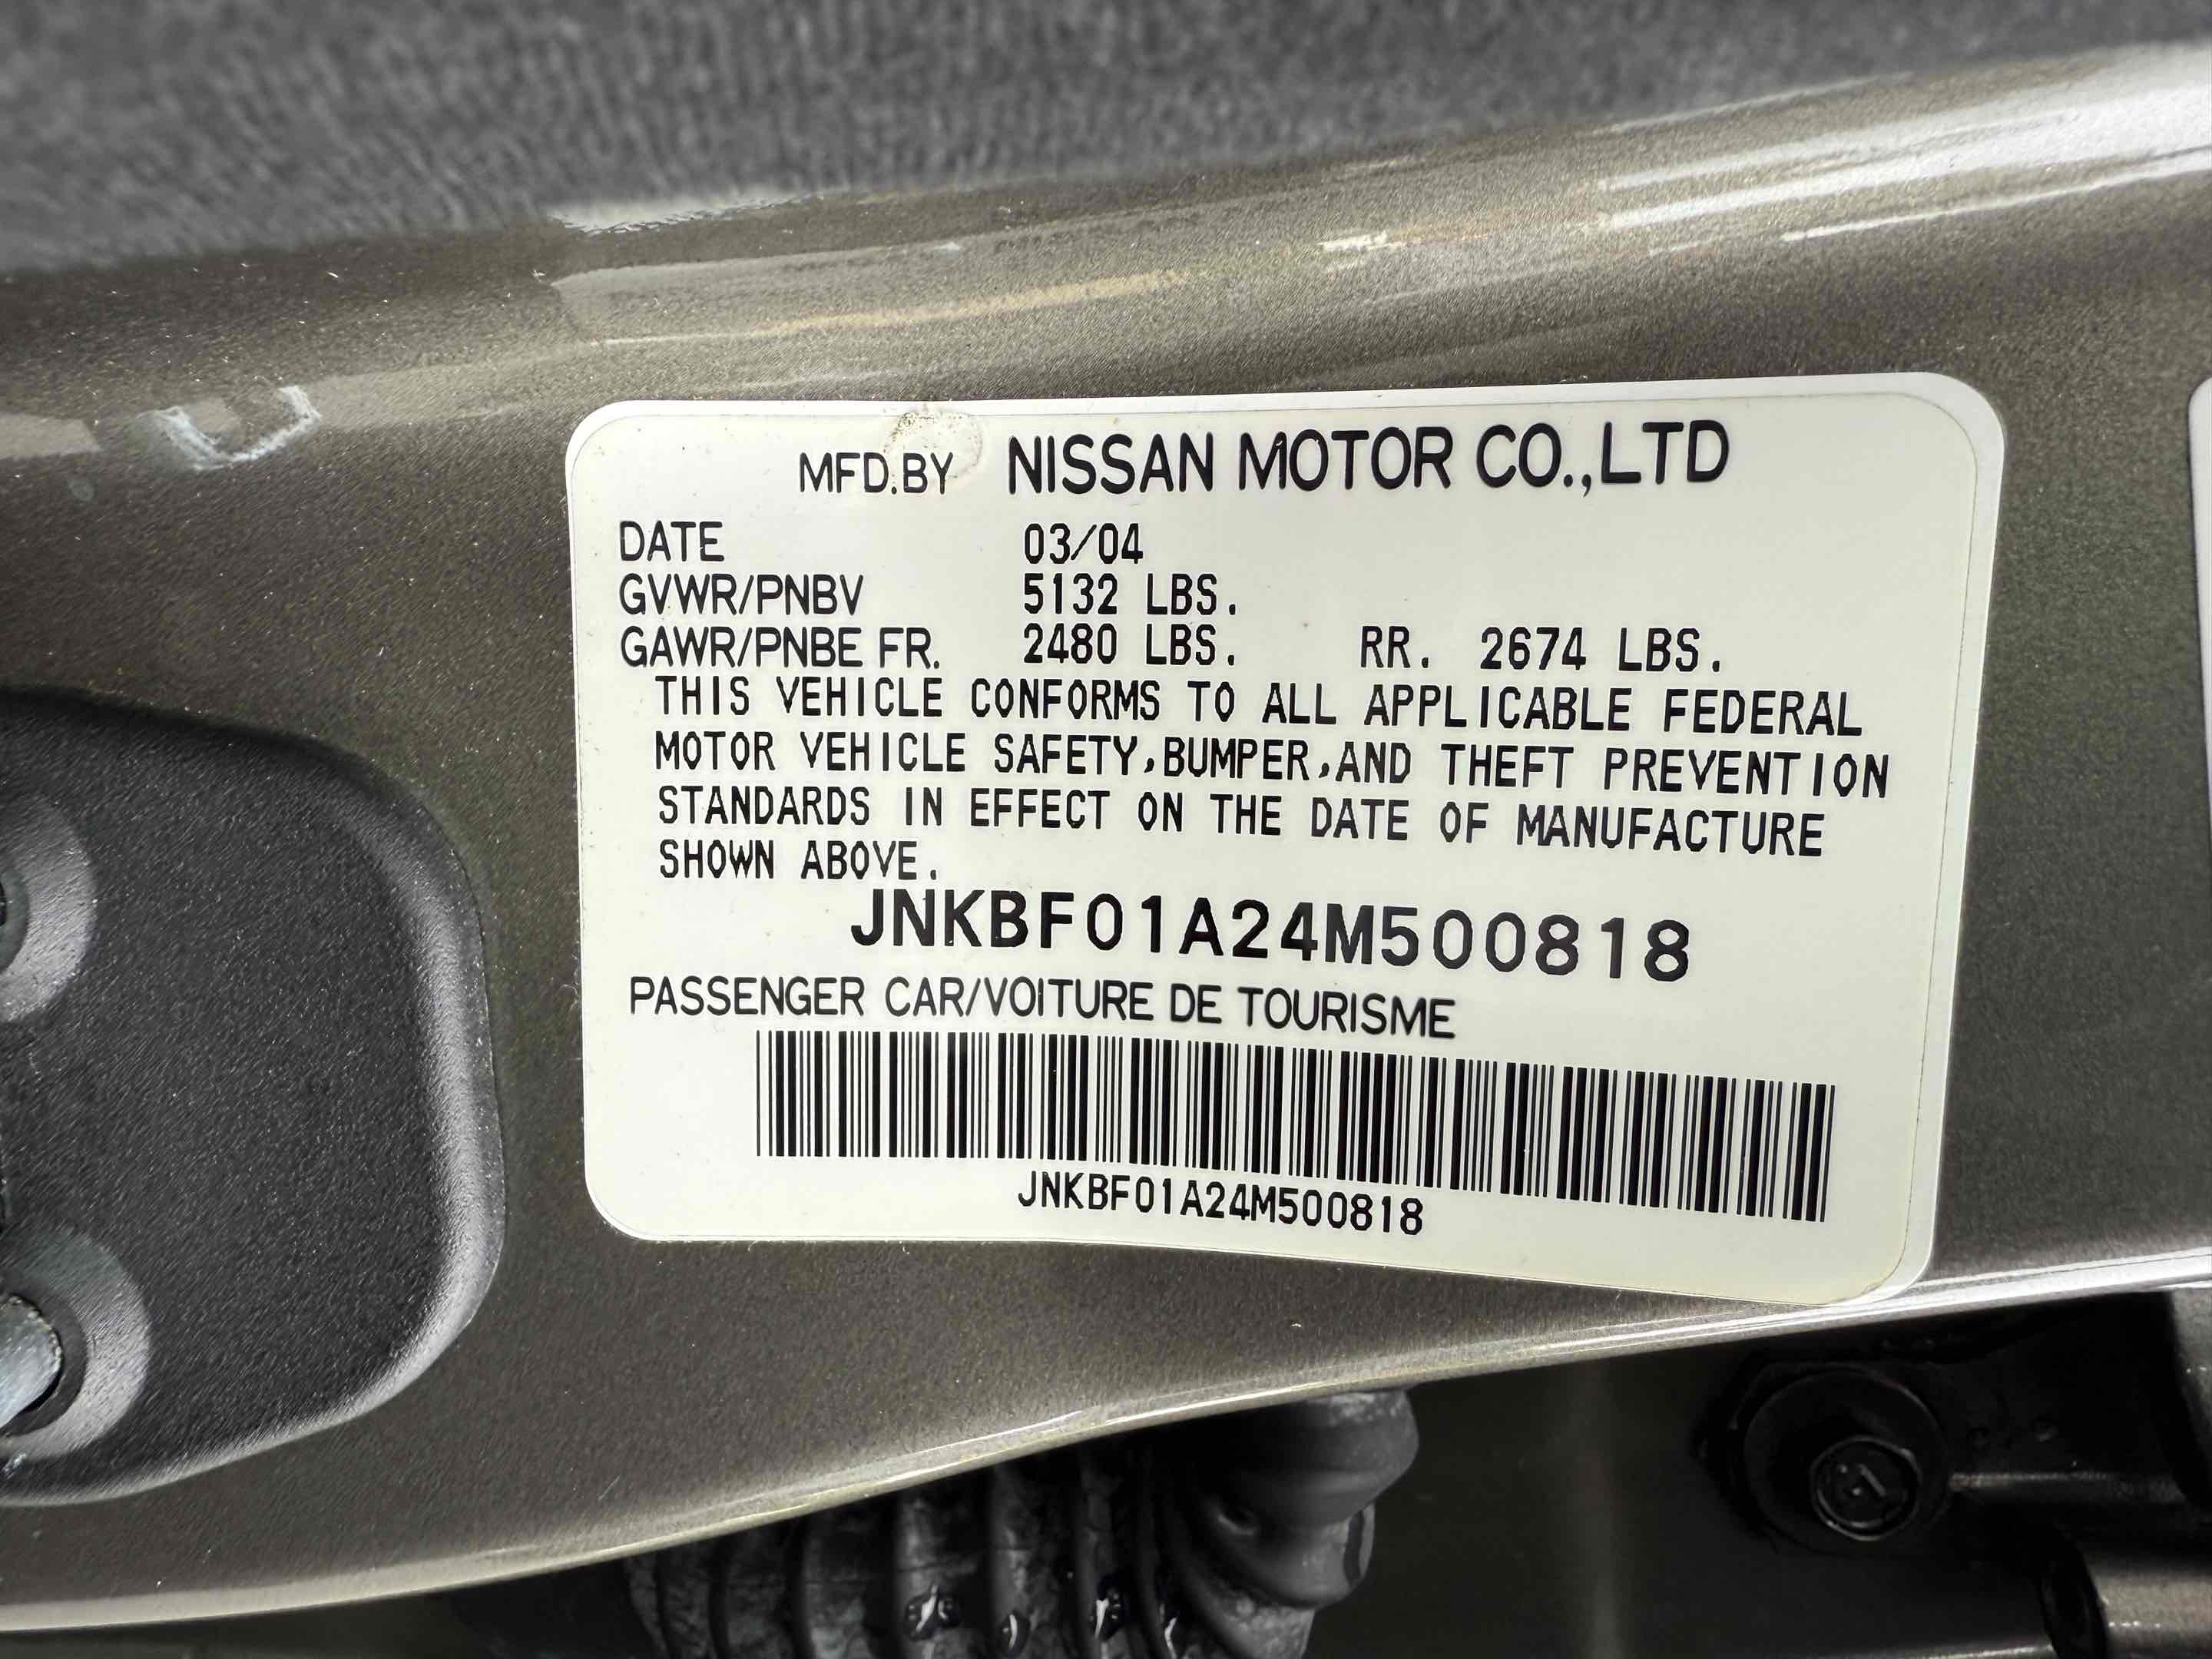 MFD.BY NISSAN MOTOR CO.,LTD
DATE 03/04
GVWR/PNBV 5132 LBS.
GAWR/PNBE FR. 2480 LBS. RR. 2674 LBS.
THIS VEHICLE CONFORMS TO ALL APPLICABLE FEDERAL
MOTOR VEHICLE SAFETY,BUMPER,AND THEFT PREVENTION
STANDARDS IN EFFECT ON THE DATE OF MANUFACTURE
SHOWN ABOVE.
JNKBF01A24M500818
PASSENGER CAR/VOITURE DE TOURISME
JNKBF01A24M500818